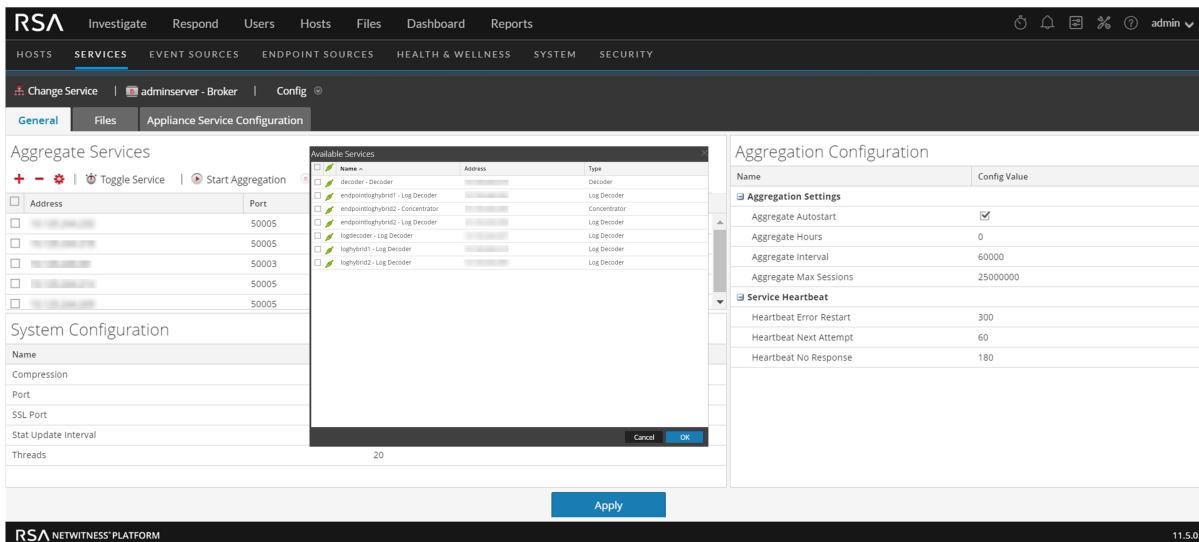 RSA Investigate Respond Users Hosts Files Dashboard Reports admin
HOSTS SERVICES EVENT SOURCES ENDPOINT SOURCES HEALTH & WELLNESS SYSTEM SECURITY
Change Service | adminserver - Broker | Config
General Files Appliance Service Configuration
Aggregate Services
Toggle Service | Start Aggregation
Address Port
50005
50005
50003
50005
50005
System Configuration
Name
Compression
Port
SSL Port
Stat Update Interval
Threads 20
Available Services
Name Address Type
decoder - Decoder Decoder
endpointloghybrid1 - Log Decoder Log Decoder
endpointloghybrid2 - Concentrator Concentrator
endpointloghybrid2 - Log Decoder Log Decoder
logdecoder - Log Decoder Log Decoder
loghybrid1 - Log Decoder Log Decoder
loghybrid2 - Log Decoder Log Decoder
Cancel OK
Aggregation Configuration
Name Config Value
Aggregation Settings
Aggregate Autostart
Aggregate Hours 0
Aggregate Interval 60000
Aggregate Max Sessions 25000000
Service Heartbeat
Heartbeat Error Restart 300
Heartbeat Next Attempt 60
Heartbeat No Response 180
Apply
RSA NETWITNESS® PLATFORM 11.5.0